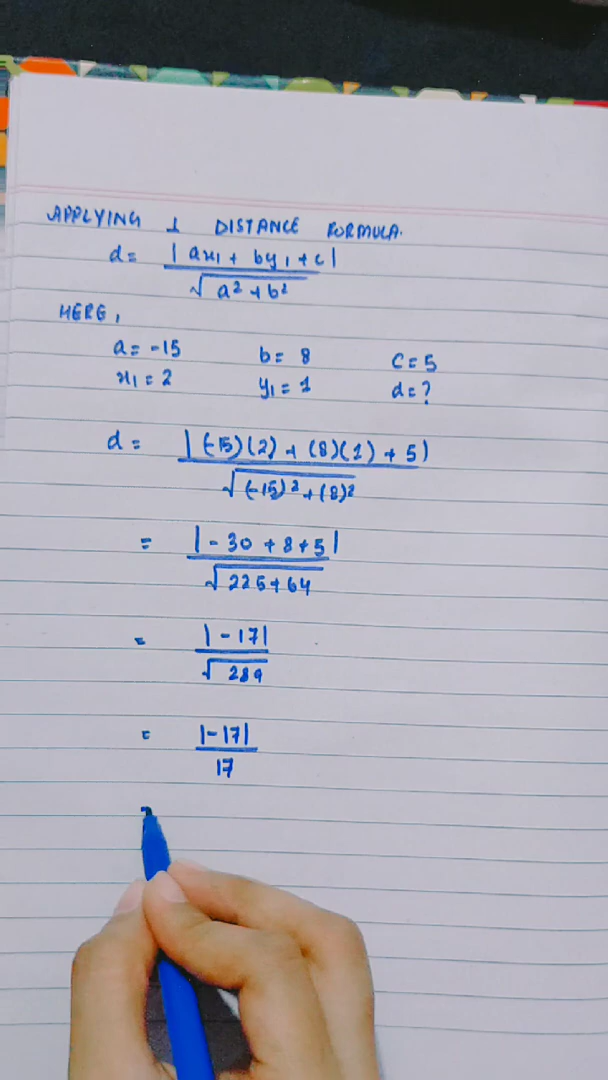 APPLYING ⊥ DISTANCE FORMULA.
d = |ax₁ + by₁ + c|
√a² + b²
HERE,
a = -15 b = 8 c = 5
x₁ = 2 y₁ = 1 d = ?
d = |(-15)(2) + (8)(1) + 5|
√(-15)² + (8)²
= |-30 + 8 + 5|
√225 + 64
= |-17|
√289
= |-17|
17